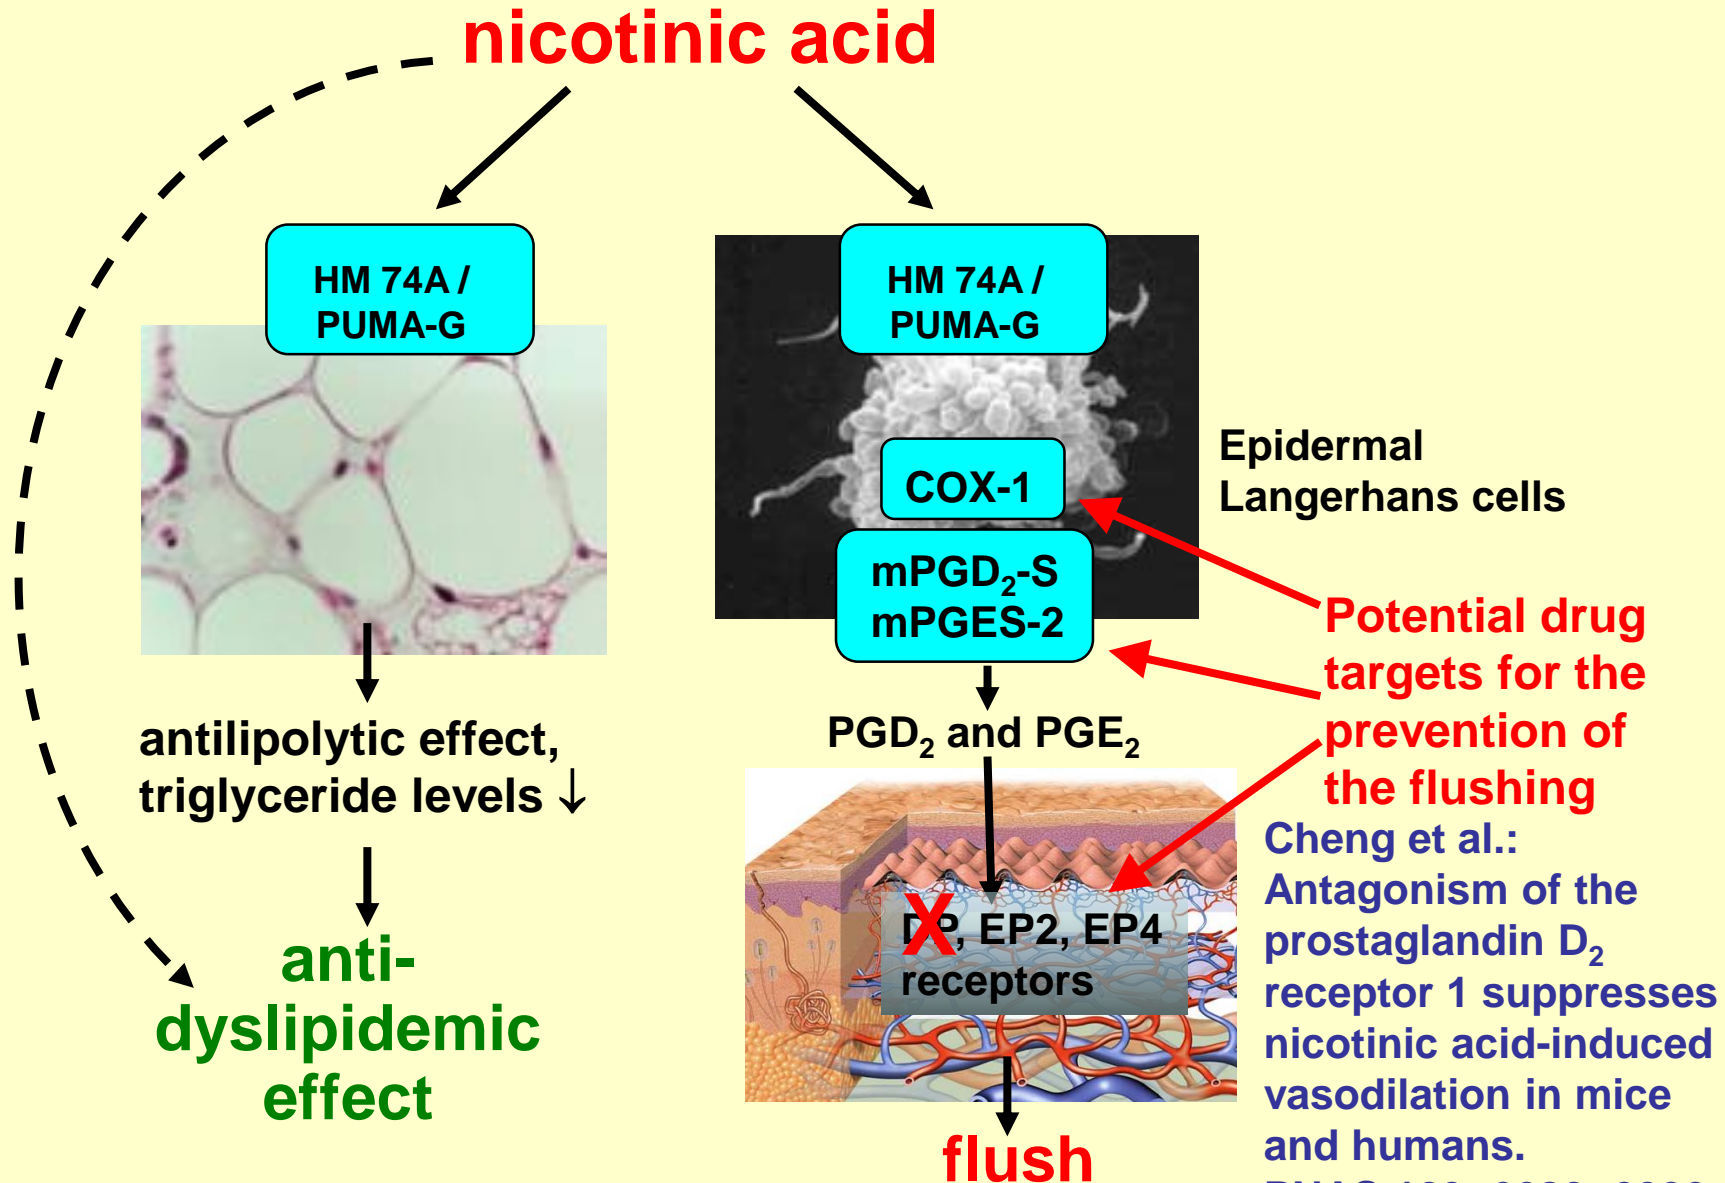 nicotinic acid
HM 74A /
PUMA-G
HM 74A /
PUMA-G
COX-1
mPGD₂-S
mPGES-2
Epidermal
Langerhans cells
antilipolytic effect,
triglyceride levels ↓
anti-
dyslipidemic
effect
PGD₂ and PGE₂
X
DP, EP2, EP4
receptors
flush
Potential drug
targets for the
prevention of
the flushing
Cheng et al.:
Antagonism of the
prostaglandin D₂
receptor 1 suppresses
nicotinic acid-induced
vasodilation in mice
and humans.